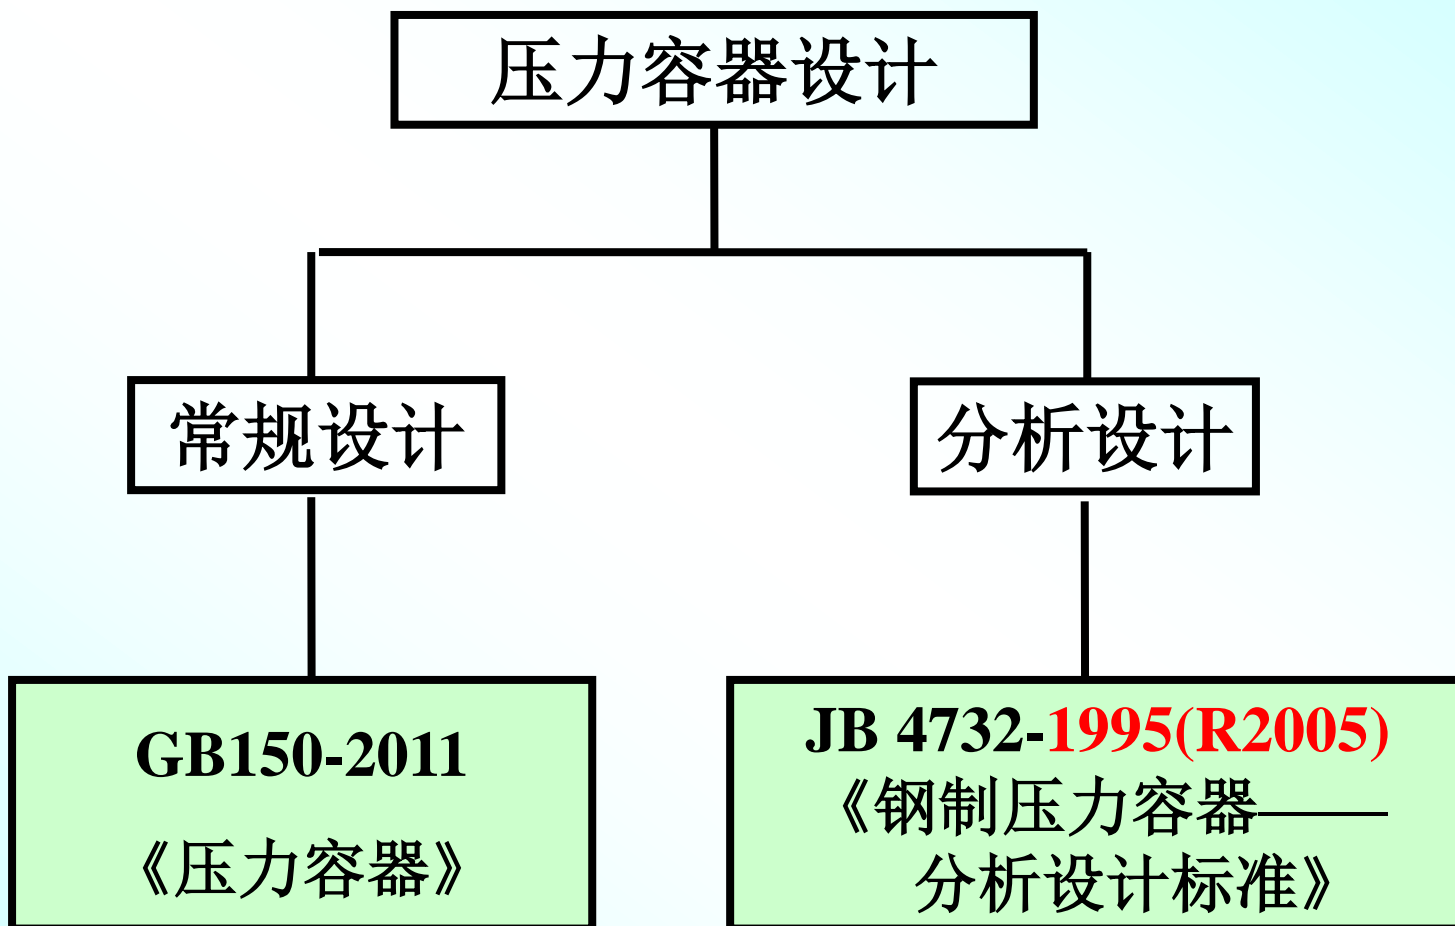 压力容器设计
常规设计
分析设计
GB150-2011
《压力容器》
JB 4732-1995(R2005)
《钢制压力容器——
分析设计标准》